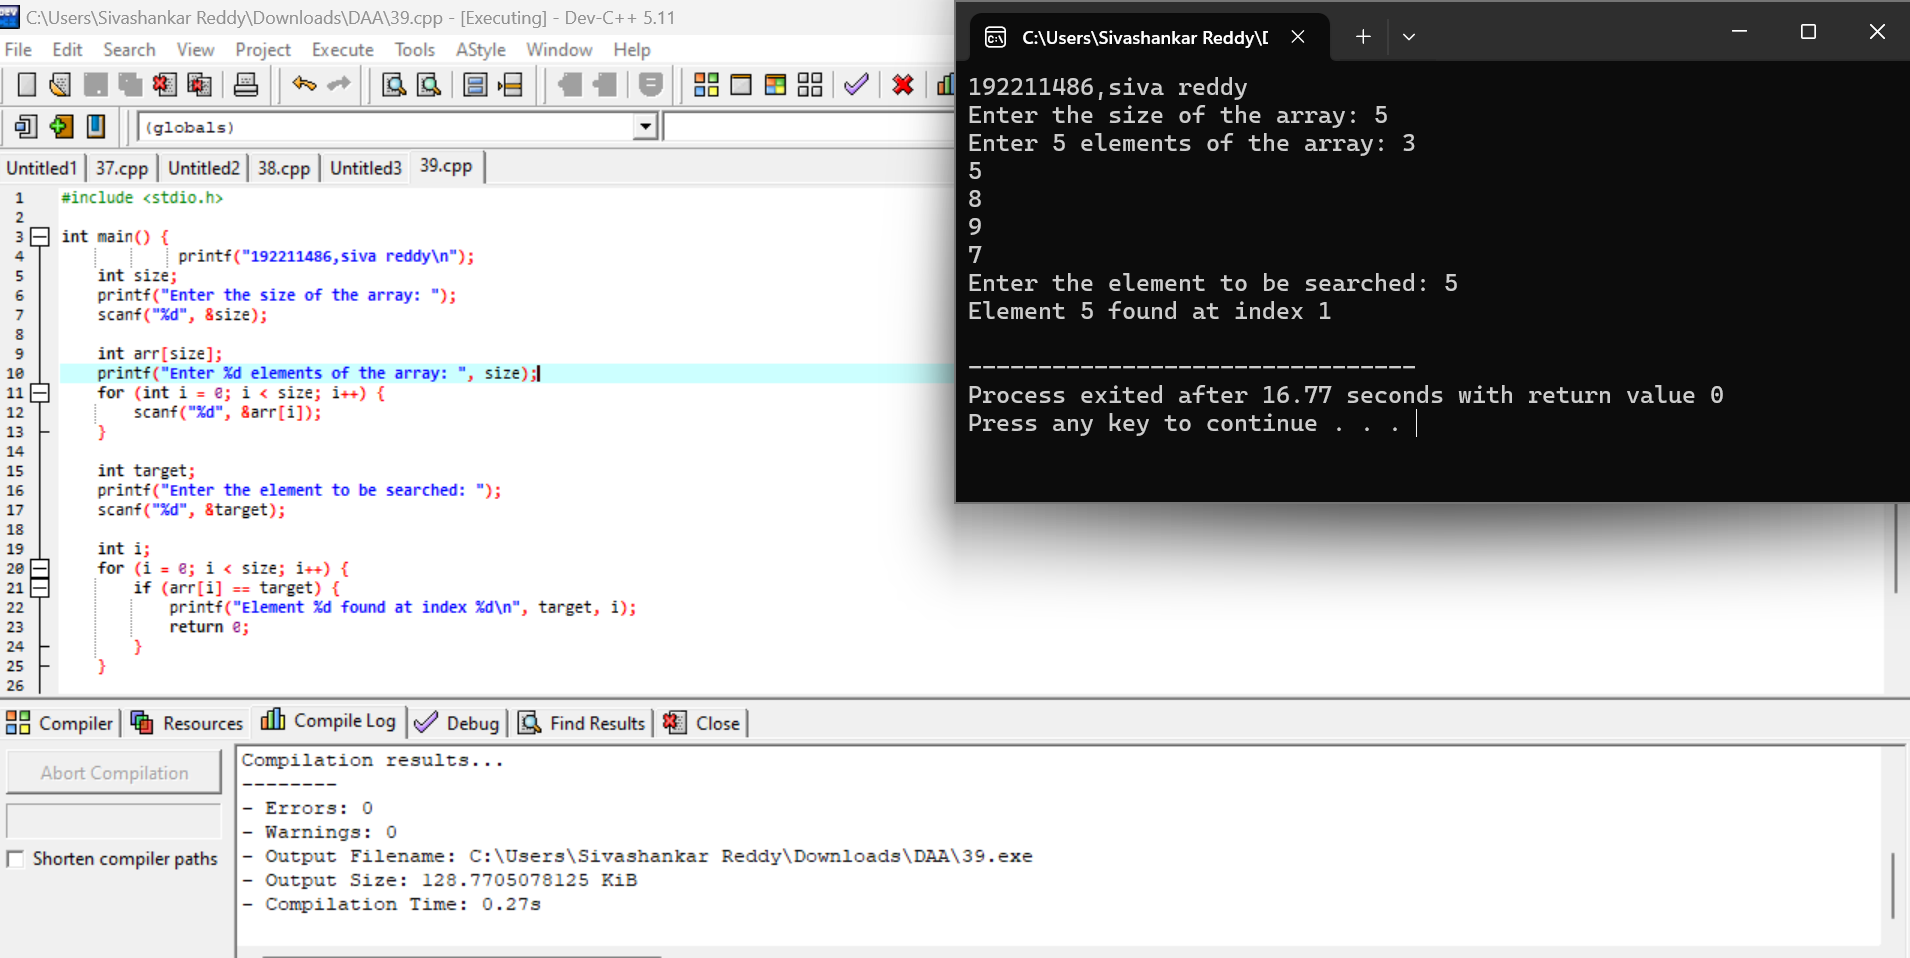 C:\Users\Sivashankar Reddy\Downloads\DAA\39.cpp - [Executing] - Dev-C++ 5.11
File Edit Search View Project Execute Tools AStyle Window Help
(globals)
Untitled1 37.cpp Untitled2 38.cpp Untitled3 39.cpp
1 #include <stdio.h>
2
3 int main() {
4 printf("192211486,siva reddy\n");
5 int size;
6 printf("Enter the size of the array: ");
7 scanf("%d", &size);
8
9 int arr[size];
10 printf("Enter %d elements of the array: ", size);
11 for (int i = 0; i < size; i++) {
12 scanf("%d", &arr[i]);
13 }
14
15 int target;
16 printf("Enter the element to be searched: ");
17 scanf("%d", &target);
18
19 int i;
20 for (i = 0; i < size; i++) {
21 if (arr[i] == target) {
22 printf("Element %d found at index %d\n", target, i);
23 return 0;
24 }
25 }
26
C:\Users\Sivashankar Reddy\D
192211486,siva reddy
Enter the size of the array: 5
Enter 5 elements of the array: 3
5
8
9
7
Enter the element to be searched: 5
Element 5 found at index 1
--------------------------------
Process exited after 16.77 seconds with return value 0
Press any key to continue . . .
Compiler Resources Compile Log Debug Find Results Close
Abort Compilation
Shorten compiler paths
Compilation results...
--------
- Errors: 0
- Warnings: 0
- Output Filename: C:\Users\Sivashankar Reddy\Downloads\DAA\39.exe
- Output Size: 128.7705078125 KiB
- Compilation Time: 0.27s